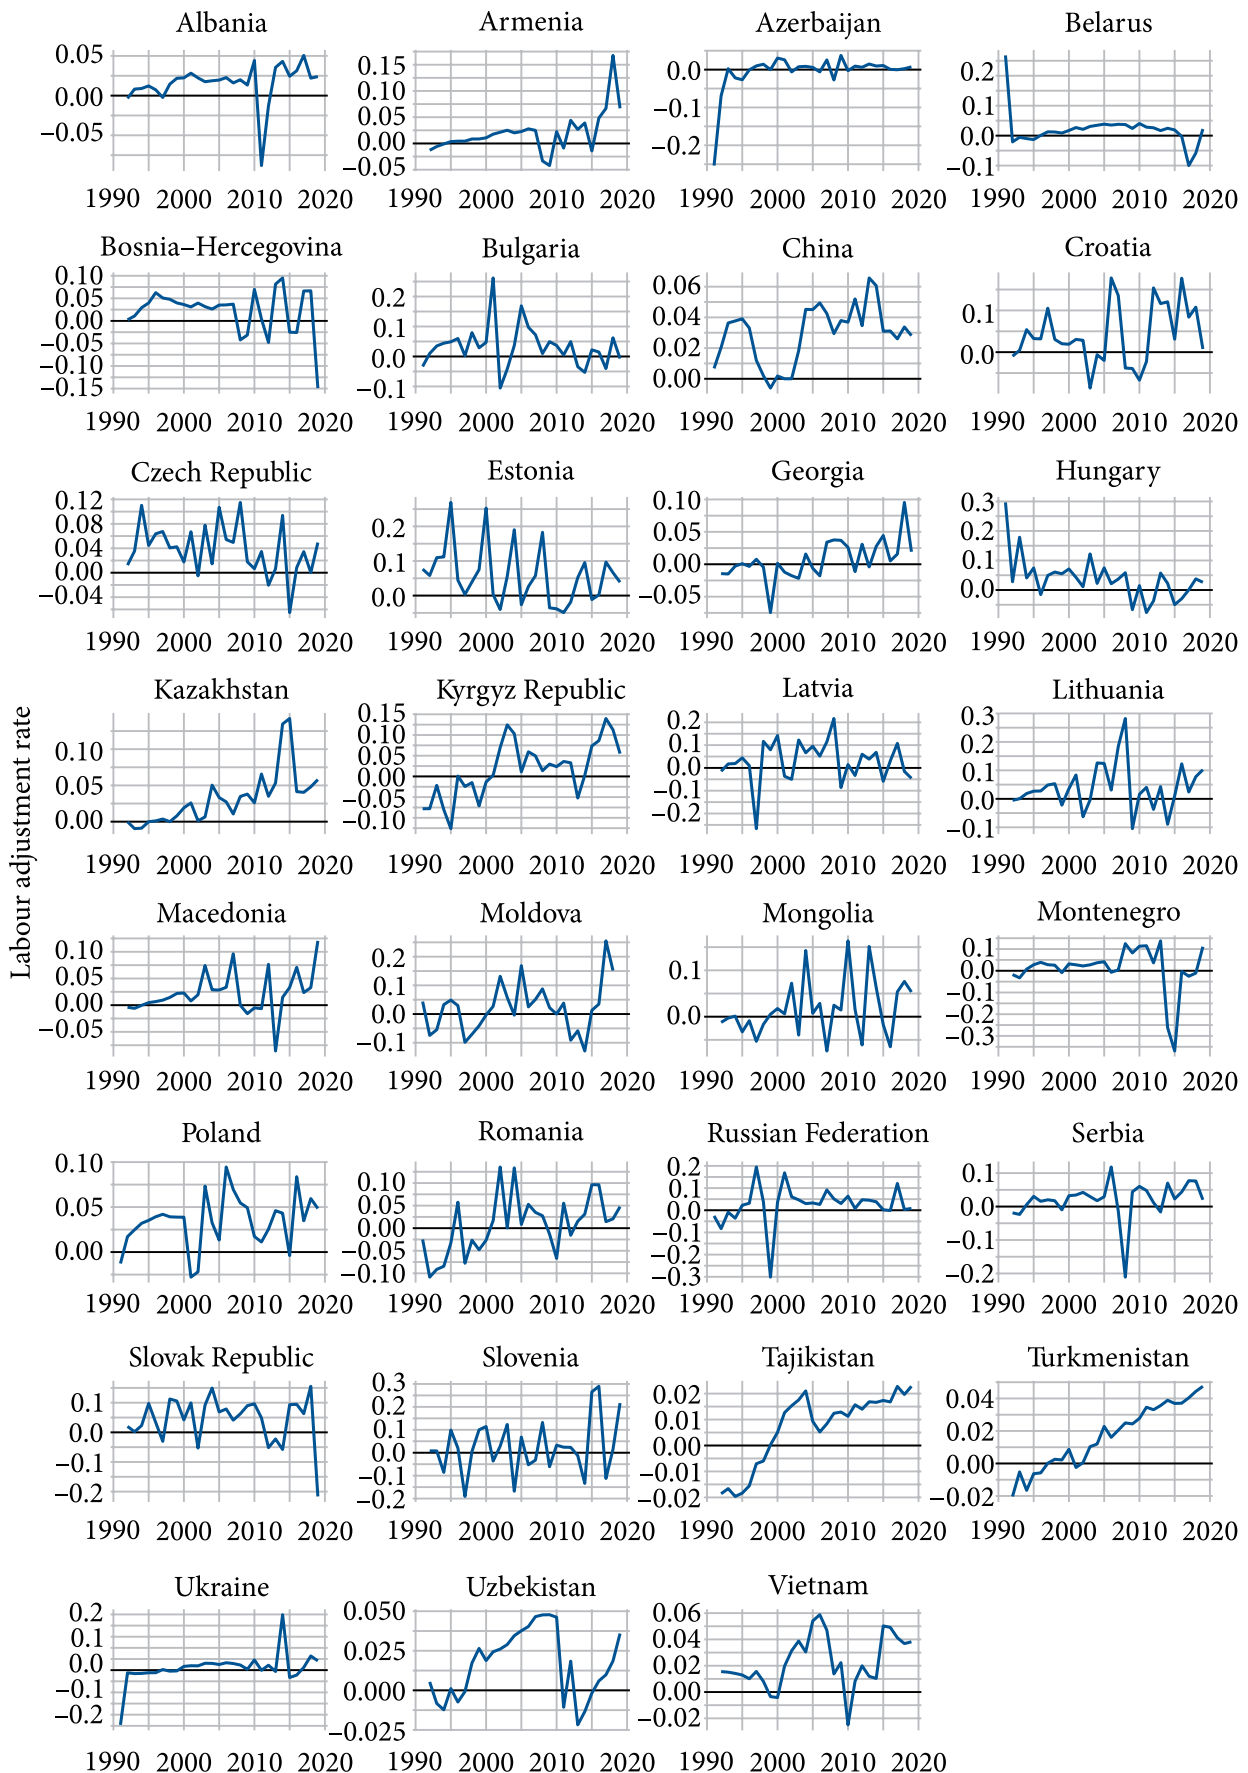 Labour adjustment rate
Albania
0.05
0.00
−0.05
1990 2000 2010 2020
Armenia
0.15
0.10
0.05
0.00
−0.05
1990 2000 2010 2020
Azerbaijan
0.0
−0.1
−0.2
1990 2000 2010 2020
Belarus
0.2
0.1
0.0
−0.1
1990 2000 2010 2020
Bosnia–Hercegovina
0.10
0.05
0.00
−0.05
−0.10
−0.15
1990 2000 2010 2020
Bulgaria
0.2
0.1
0.0
−0.1
1990 2000 2010 2020
China
0.06
0.04
0.02
0.00
1990 2000 2010 2020
Croatia
0.1
0.0
1990 2000 2010 2020
Czech Republic
0.12
0.08
0.04
0.00
−0.04
1990 2000 2010 2020
Estonia
0.2
0.1
0.0
1990 2000 2010 2020
Georgia
0.10
0.05
0.00
−0.05
1990 2000 2010 2020
Hungary
0.3
0.2
0.1
0.0
1990 2000 2010 2020
Kazakhstan
0.10
0.05
0.00
1990 2000 2010 2020
Kyrgyz Republic
0.15
0.10
0.05
0.00
−0.05
−0.10
1990 2000 2010 2020
Latvia
0.2
0.1
0.0
−0.1
−0.2
1990 2000 2010 2020
Lithuania
0.3
0.2
0.1
0.0
−0.1
1990 2000 2010 2020
Macedonia
0.10
0.05
0.00
−0.05
1990 2000 2010 2020
Moldova
0.2
0.1
0.0
−0.1
1990 2000 2010 2020
Mongolia
0.1
0.0
1990 2000 2010 2020
Montenegro
0.1
0.0
−0.1
−0.2
−0.3
1990 2000 2010 2020
Poland
0.10
0.05
0.00
1990 2000 2010 2020
Romania
0.10
0.05
0.00
−0.05
−0.10
1990 2000 2010 2020
Russian Federation
0.2
0.1
0.0
−0.1
−0.2
−0.3
1990 2000 2010 2020
Serbia
0.1
0.0
−0.1
−0.2
1990 2000 2010 2020
Slovak Republic
0.1
0.0
−0.1
−0.2
1990 2000 2010 2020
Slovenia
0.3
0.2
0.1
0.0
−0.1
−0.2
1990 2000 2010 2020
Tajikistan
0.02
0.01
0.00
−0.01
−0.02
1990 2000 2010 2020
Turkmenistan
0.04
0.02
0.00
−0.02
1990 2000 2010 2020
Ukraine
0.2
0.1
0.0
−0.1
−0.2
1990 2000 2010 2020
Uzbekistan
0.050
0.025
0.000
−0.025
1990 2000 2010 2020
Vietnam
0.06
0.04
0.02
0.00
−0.02
1990 2000 2010 2020